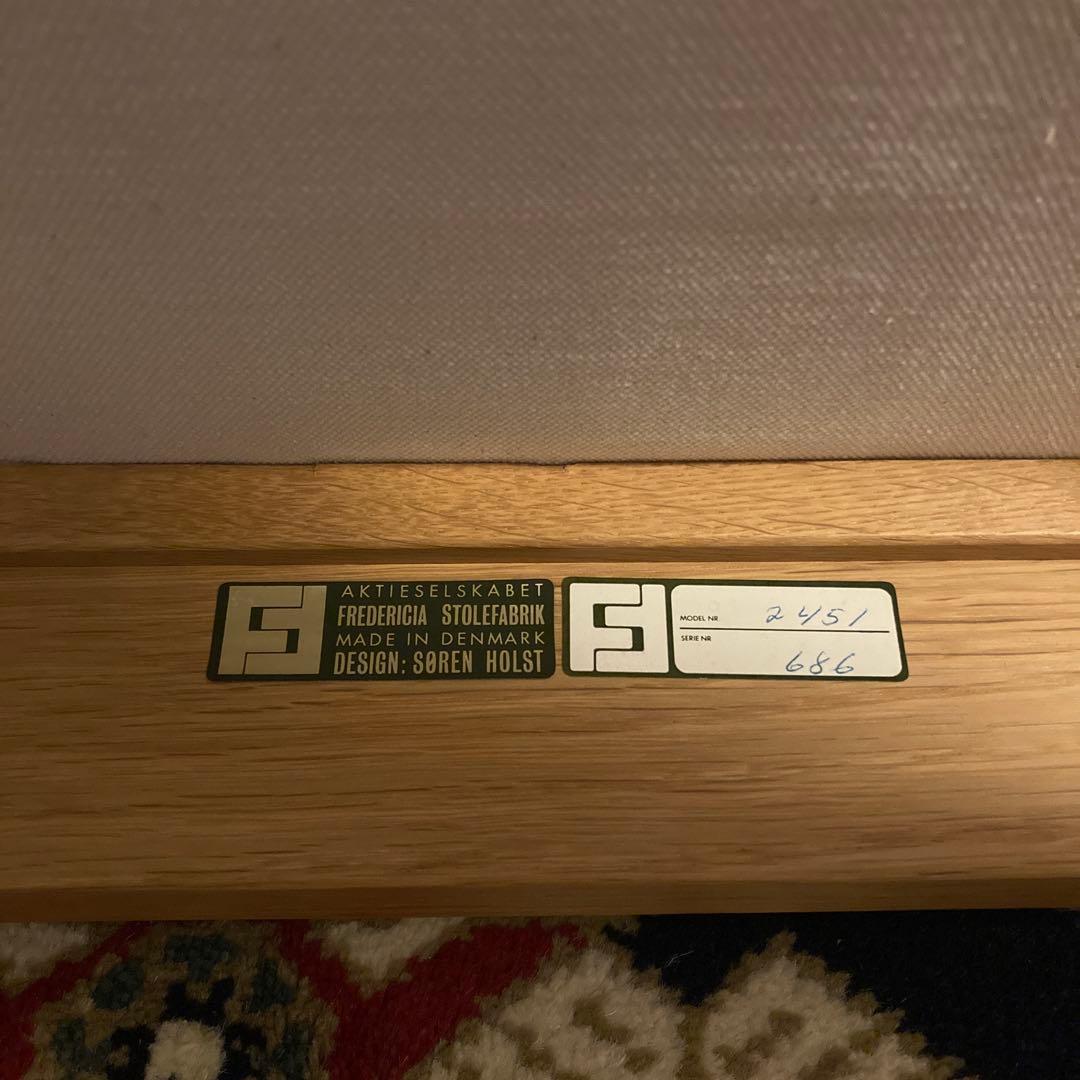 AKTIESELSKABET
FREDERICIA STOLEFABRIK
MADE IN DENMARK
DESIGN: SØREN HOLST
MODEL NR 2451
SERIE NR 686